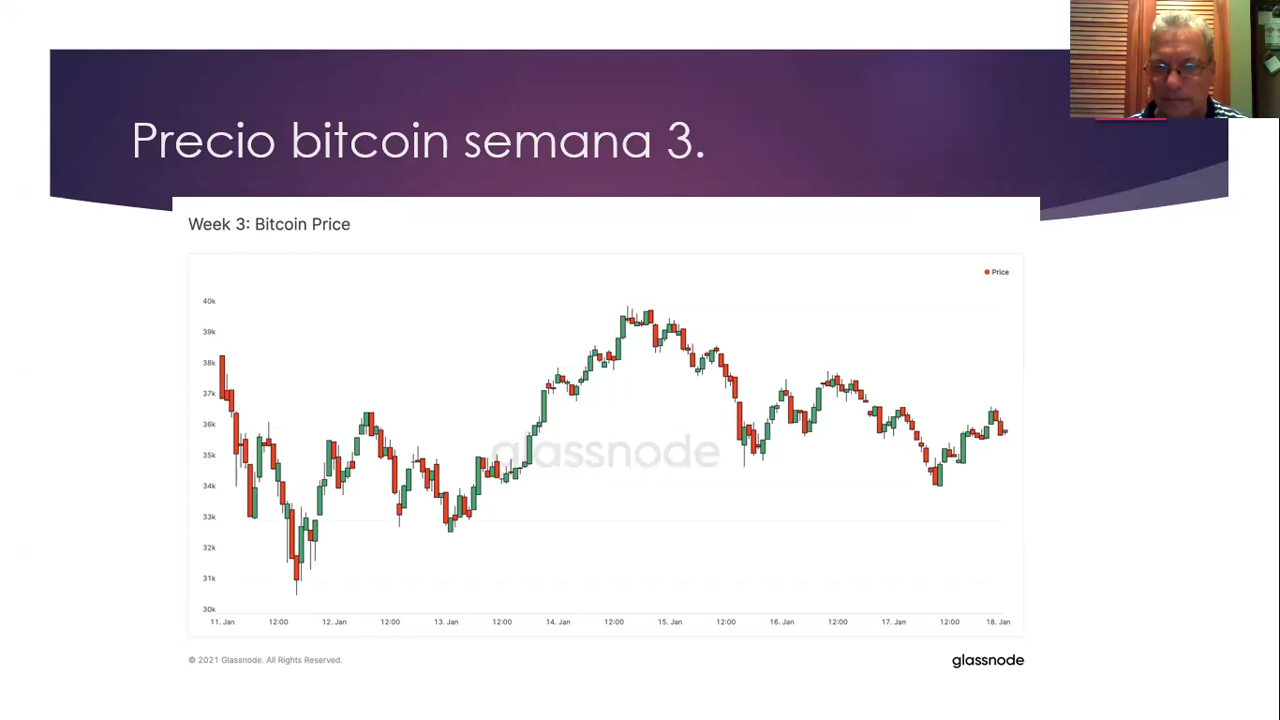 Precio bitcoin semana 3.
Week 3: Bitcoin Price
Price
40k
39k
38k
37k
36k
35k
34k
33k
32k
31k
30k
glassnode
11. Jan 12:00 12. Jan 12:00 13. Jan 12:00 14. Jan 12:00 15. Jan 12:00 16. Jan 12:00 17. Jan 12:00 18. Jan
© 2021 Glassnode. All Rights Reserved.
glassnode